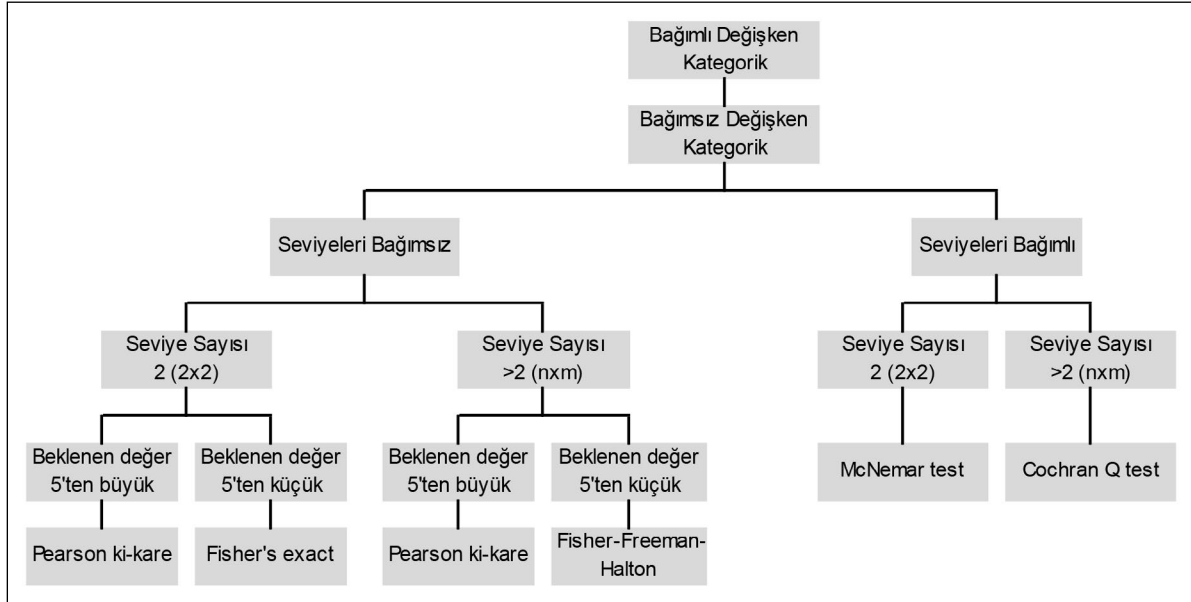 Bağımlı Değişken
Kategorik
Bağımsız Değişken
Kategorik
Seviyeleri Bağımsız
Seviyeleri Bağımlı
Seviye Sayısı
2 (2x2)
Seviye Sayısı
>2 (nxm)
Seviye Sayısı
2 (2x2)
Seviye Sayısı
>2 (nxm)
Beklenen değer
5'ten büyük
Beklenen değer
5'ten küçük
Beklenen değer
5'ten büyük
Beklenen değer
5'ten küçük
McNemar test
Cochran Q test
Pearson ki-kare
Fisher's exact
Pearson ki-kare
Fisher-Freeman-
Halton